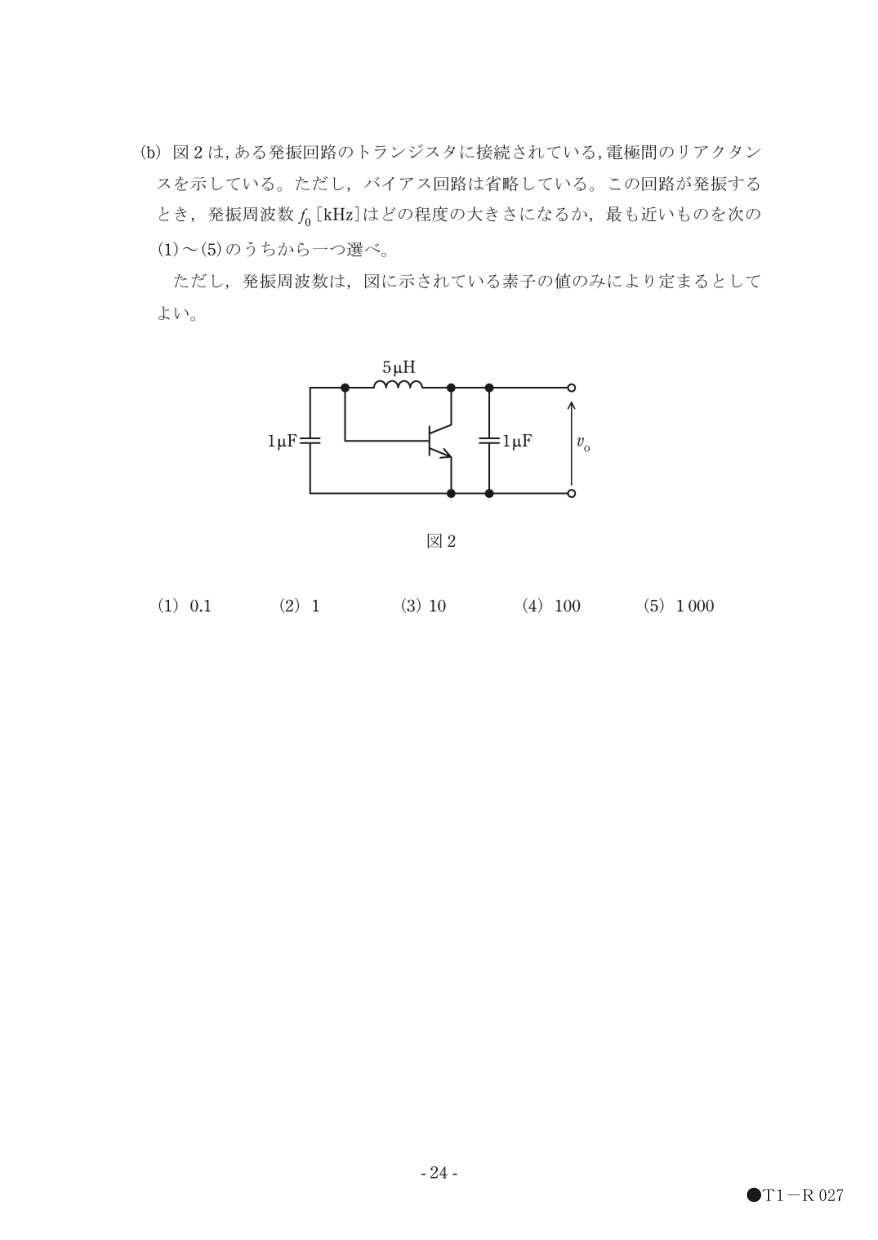 (b) 図2は,ある発振回路のトランジスタに接続されている,電極間のリアクタン
スを示している。ただし，バイアス回路は省略している。この回路が発振する
とき，発振周波数 f₀ [kHz]はどの程度の大きさになるか，最も近いものを次の
(1)～(5)のうちから一つ選べ。
ただし，発振周波数は，図に示されている素子の値のみにより定まるとして
よい。
5μH
1μF
1μF
vo
図2
(1) 0.1 (2) 1 (3) 10 (4) 100 (5) 1 000
- 24 -
●T1－R 027